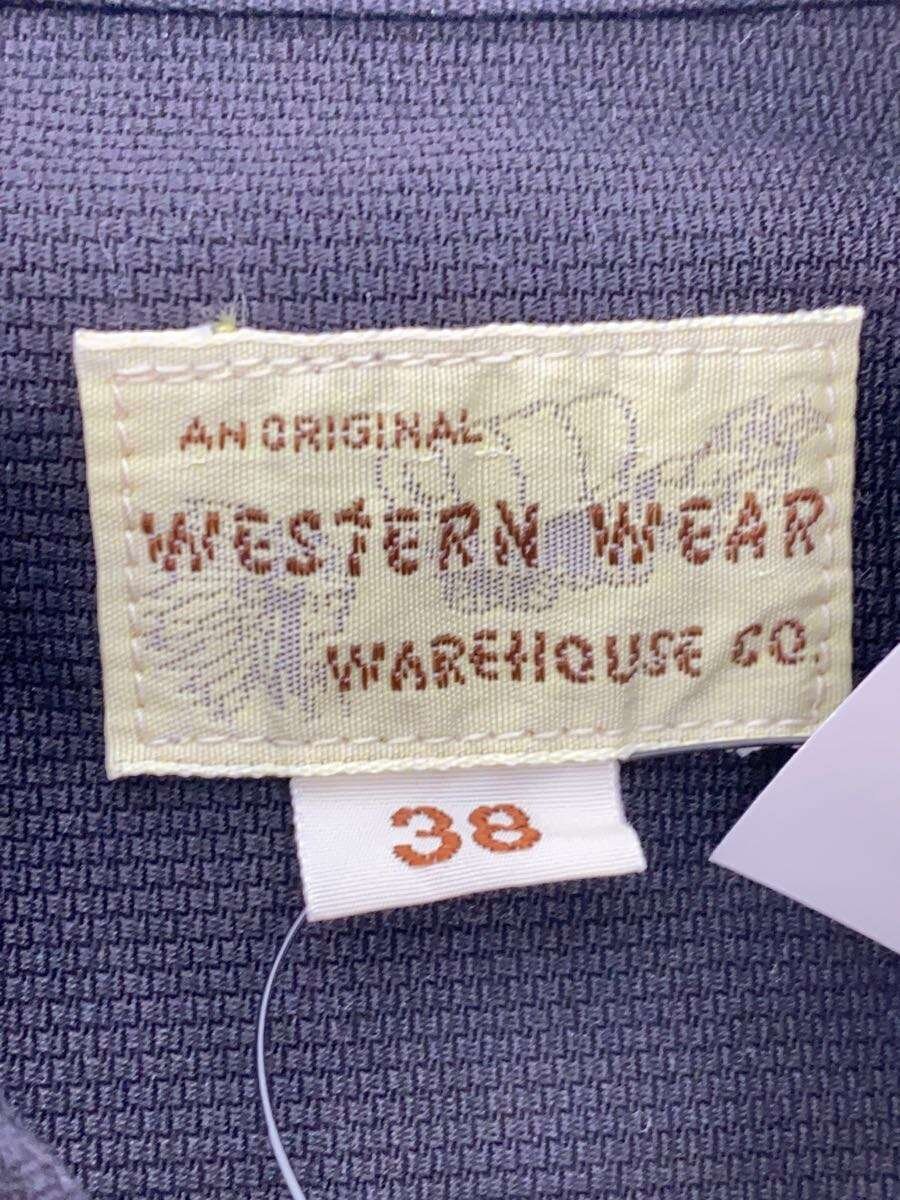 AN ORIGINAL
WESTERN WEAR
WAREHOUSE CO.
38